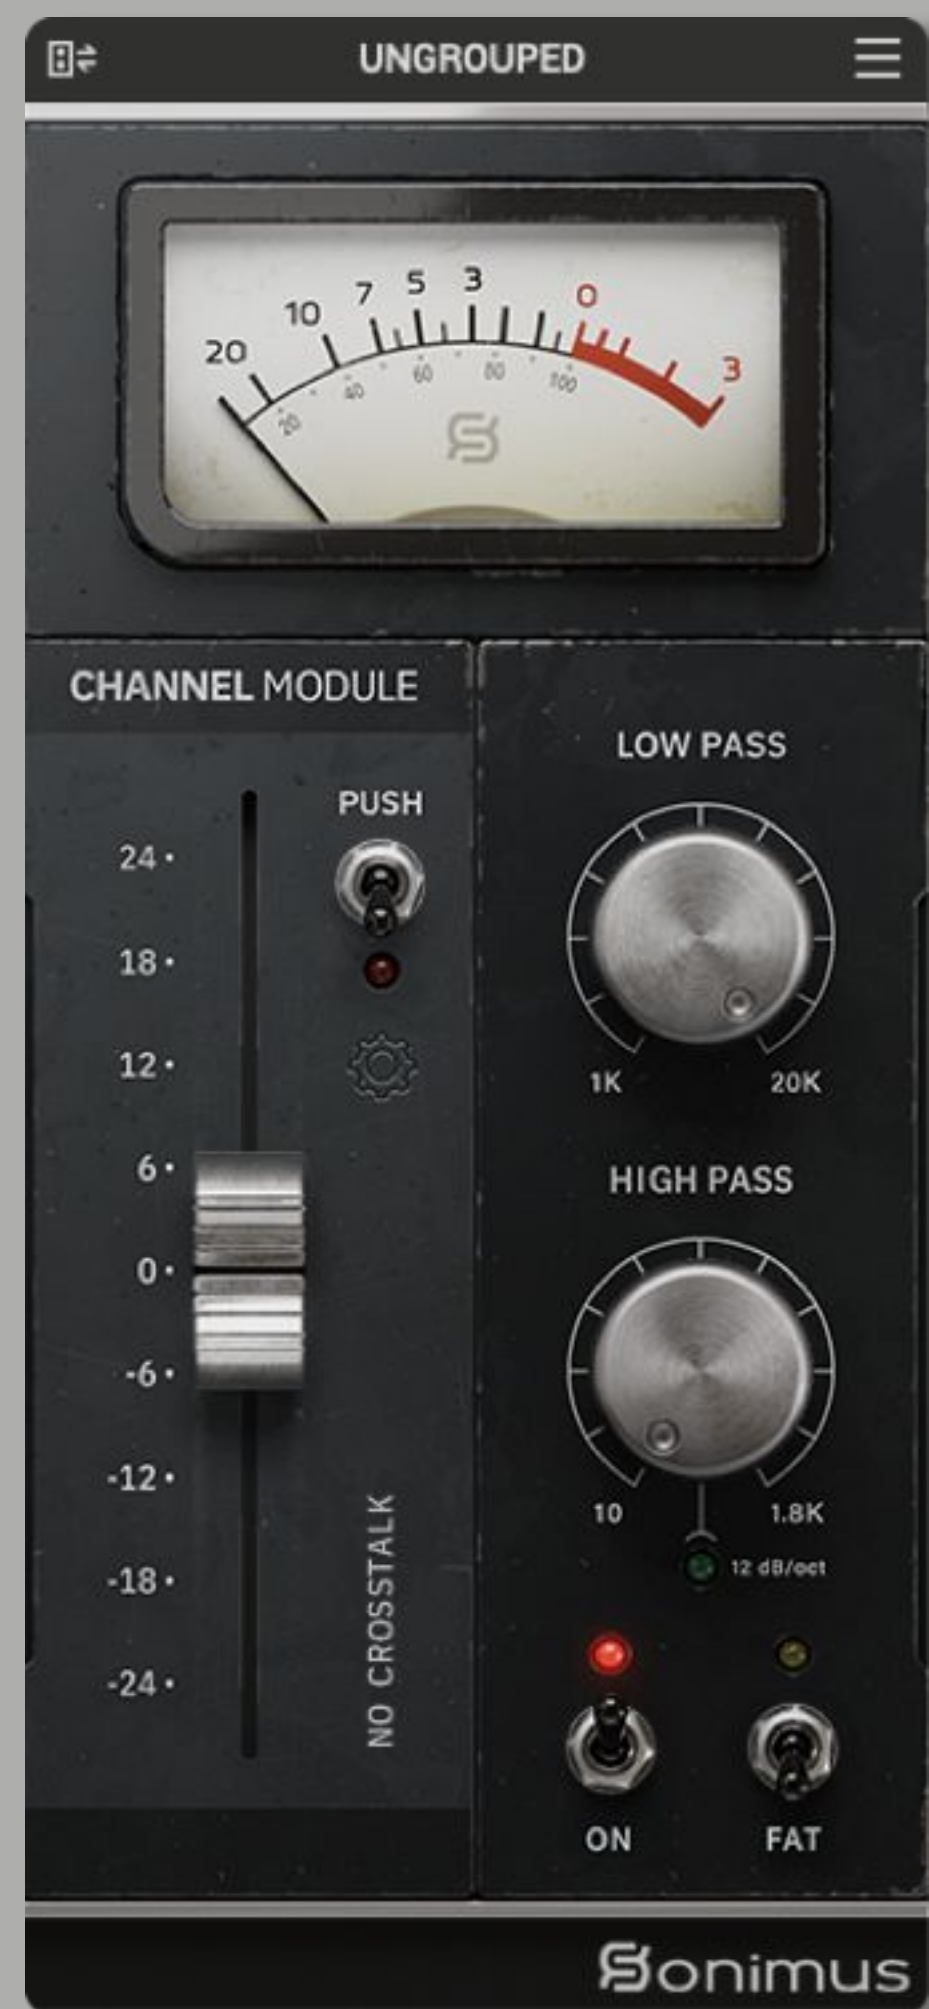 UNGROUPED
20 10 7 5 3 0 3
20 40 60 80 100
CHANNEL MODULE
PUSH
24
18
12
6
0
-6
-12
-18
-24
NO CROSSTALK
LOW PASS
1K 20K
HIGH PASS
10 1.8K
12 dB/oct
ON FAT
Sonimus